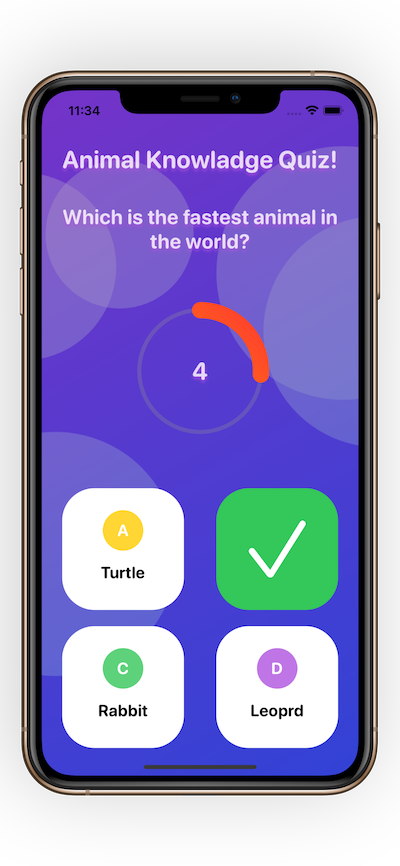 11:34
Animal Knowladge Quiz!
Which is the fastest animal in
the world?
4
A
Turtle
C
Rabbit
D
Leoprd